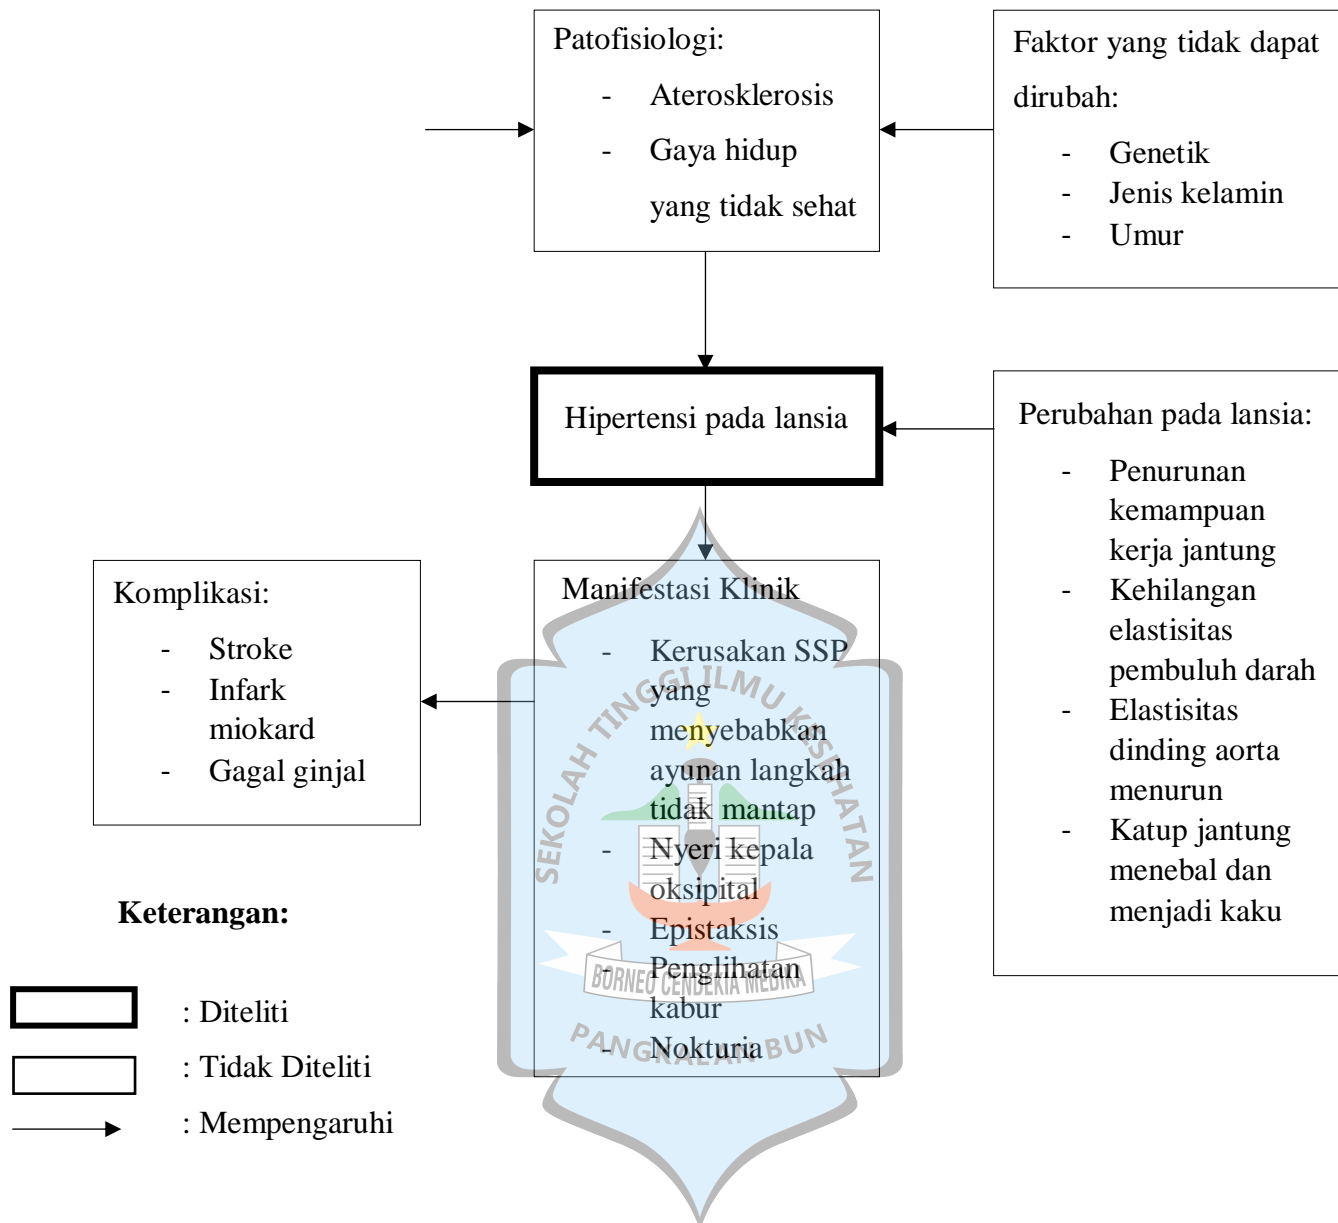 Patofisiologi:
- Aterosklerosis
- Gaya hidup
yang tidak sehat
Faktor yang tidak dapat
dirubah:
- Genetik
- Jenis kelamin
- Umur
Hipertensi pada lansia
Perubahan pada lansia:
- Penurunan
kemampuan
kerja jantung
- Kehilangan
elastisitas
pembuluh darah
- Elastisitas
dinding aorta
menurun
- Katup jantung
menebal dan
menjadi kaku
Komplikasi:
- Stroke
- Infark
miokard
- Gagal ginjal
Manifestasi Klinik
- Kerusakan SSP
yang
menyebabkan
ayunan langkah
tidak mantap
- Nyeri kepala
oksipital
- Epistaksis
- Penglihatan
kabur
- Nokturia
SEKOLAH TINGGI ILMU KESEHATAN
BORNEO CENDEKIA MEDIKA
PANGKALAN BUN
Keterangan:
: Diteliti
: Tidak Diteliti
: Mempengaruhi